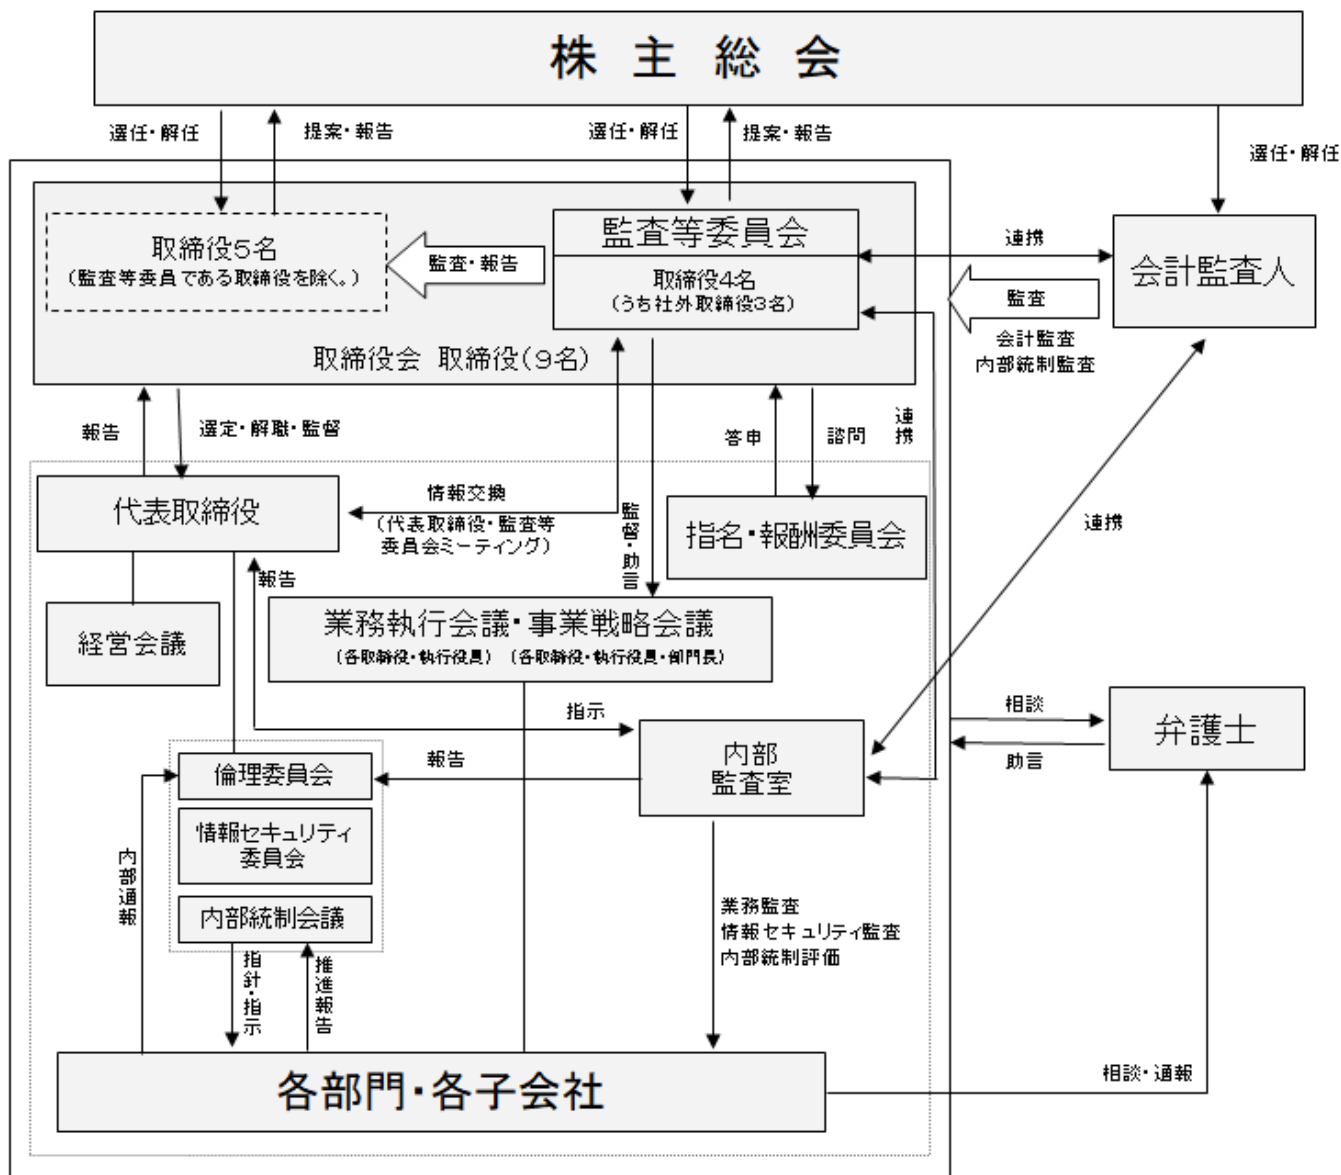 株主総会
選任・解任
提案・報告
選任・解任
提案・報告
選任・解任
取締役5名
(監査等委員である取締役を除く。)
監査・報告
監査等委員会
取締役4名
(うち社外取締役3名)
取締役会 取締役(9名)
連携
会計監査人
監査
会計監査
内部統制監査
報告
選定・解職・監督
答申
諮問
連携
代表取締役
情報交換
(代表取締役・監査等
委員会ミーティング)
監督・助言
指名・報酬委員会
連携
報告
経営会議
業務執行会議・事業戦略会議
(各取締役・執行役員) (各取締役・執行役員・部門長)
指示
内部
監査室
相談
助言
弁護士
報告
倫理委員会
情報セキュリティ
委員会
内部統制会議
内部通報
業務監査
情報セキュリティ監査
内部統制評価
指針・指示
推進報告
各部門・各子会社
相談・通報